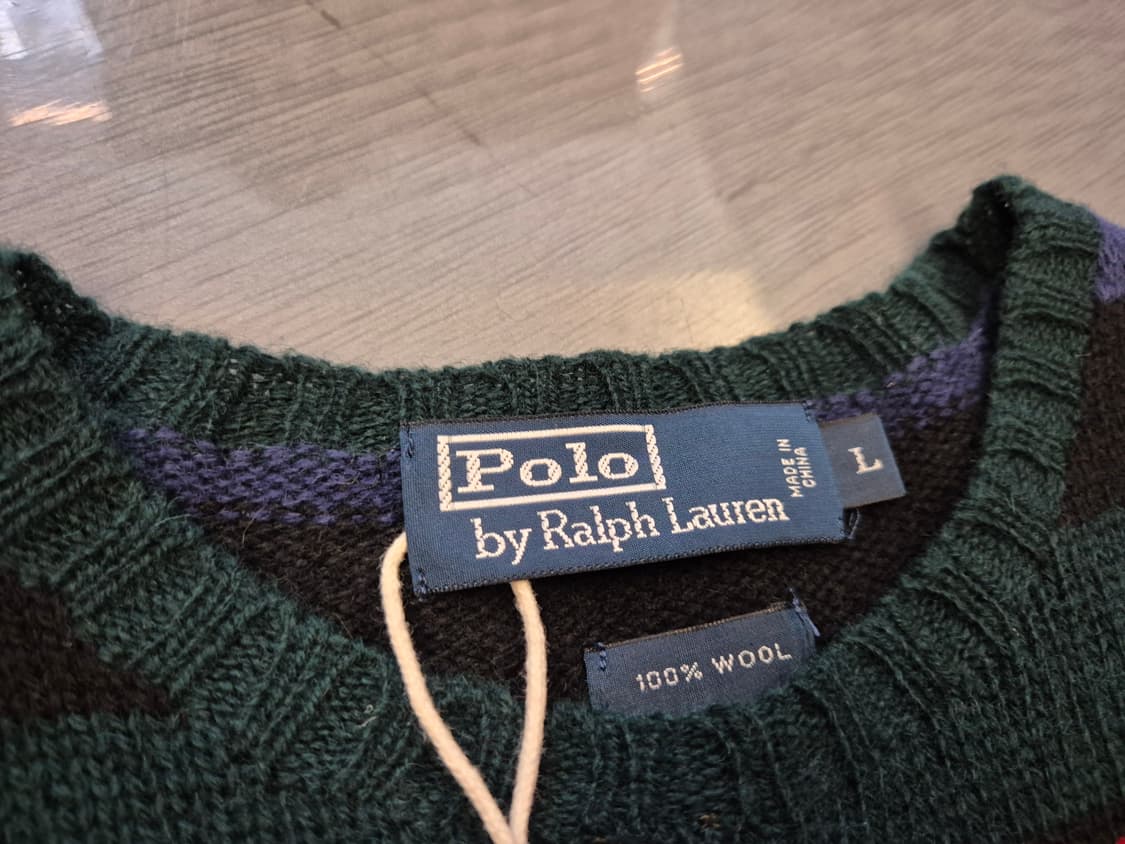 Polo
by Ralph Lauren
MADE IN
CHINA
L
100% WOOL